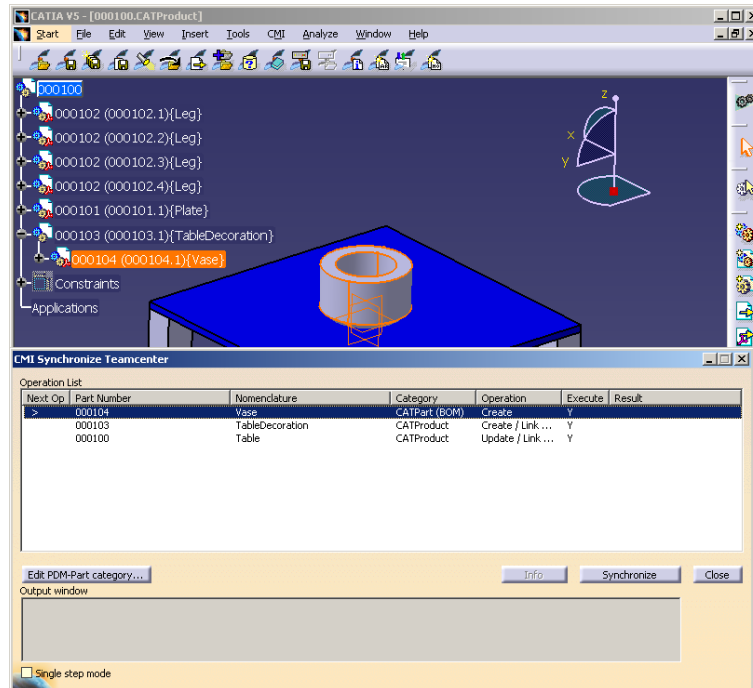 CATIA V5 - [000100.CATProduct]
Start File Edit View Insert Tools CMI Analyze Window Help
000100
000102 (000102.1){Leg}
000102 (000102.2){Leg}
000102 (000102.3){Leg}
000102 (000102.4){Leg}
000101 (000101.1){Plate}
000103 (000103.1){TableDecoration}
000104 (000104.1){Vase}
Constraints
Applications
z
x
y
CMI Synchronize Teamcenter
Operation List
Next Op Part Number Nomenclature Category Operation Execute Result
> 000104 Vase CATPart (BOM) Create Y
000103 TableDecoration CATProduct Create / Link ... Y
000100 Table CATProduct Update / Link ... Y
Edit PDM-Part category... Info Synchronize Close
Output window
Single step mode